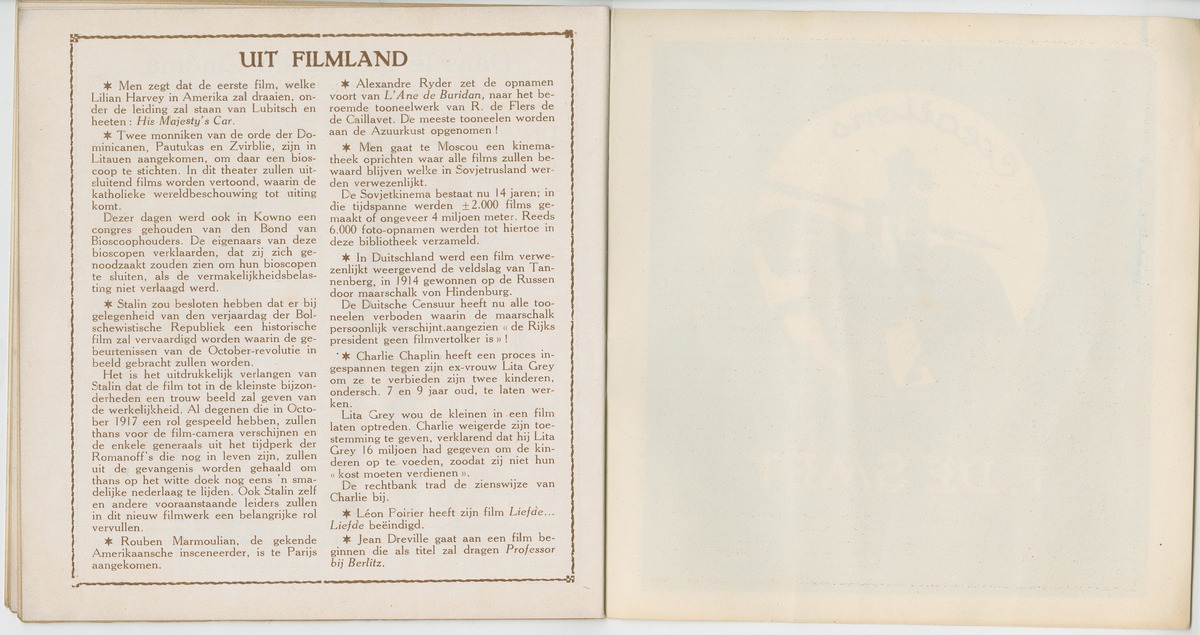 UIT FILMLAND
✶ Men zegt dat de eerste film, welke
Lilian Harvey in Amerika zal draaien, on-
der de leiding zal staan van Lubitsch en
heeten : His Majesty's Car.
✶ Twee monniken van de orde der Do-
minicanen, Pautukas en Zvirblie, zijn in
Litauen aangekomen, om daar een bios-
coop te stichten. In dit theater zullen uit-
sluitend films worden vertoond, waarin de
katholieke wereldbeschouwing tot uiting
komt.
Dezer dagen werd ook in Kowno een
congres gehouden van den Bond van
Bioscoophouders. De eigenaars van deze
bioscopen verklaarden, dat zij zich ge-
noodzaakt zouden zien om hun bioscopen
te sluiten, als de vermakelijkheidsbelas-
ting niet verlaagd werd.
✶ Stalin zou besloten hebben dat er bij
gelegenheid van den verjaardag der Bol-
schewistische Republiek een historische
film zal vervaardigd worden waarin de ge-
beurtenissen van de October-revolutie in
beeld gebracht zullen worden.
Het is het uitdrukkelijk verlangen van
Stalin dat de film tot in de kleinste bijzon-
derheden een trouw beeld zal geven van
de werkelijkheid. Al degenen die in Octo-
ber 1917 een rol gespeeld hebben, zullen
thans voor de film-camera verschijnen en
de enkele generaals uit het tijdperk der
Romanoff's die nog in leven zijn, zullen
uit de gevangenis worden gehaald om
thans op het witte doek nog eens 'n sma-
delijke nederlaag te lijden. Ook Stalin zelf
en andere vooraanstaande leiders zullen
in dit nieuw filmwerk een belangrijke rol
vervullen.
✶ Rouben Marmoulian, de gekende
Amerikaansche insceneerder, is te Parijs
aangekomen.
✶ Alexandre Ryder zet de opnamen
voort van L'Ane de Buridan, naar het be-
roemde tooneelwerk van R. de Flers de
de Caillavet. De meeste tooneelen worden
aan de Azuurkust opgenomen !
✶ Men gaat te Moscou een kinema-
theek oprichten waar alle films zullen be-
waard blijven welke in Sovjetrusland wer-
den verwezenlijkt.
De Sovjetkinema bestaat nu 14 jaren; in
die tijdspanne werden ±2.000 films ge-
maakt of ongeveer 4 miljoen meter. Reeds
6.000 foto-opnamen werden tot hiertoe in
deze bibliotheek verzameld.
✶ In Duitschland werd een film verwe-
zenlijkt weergevend de veldslag van Tan-
nenberg, in 1914 gewonnen op de Russen
door maarschalk von Hindenburg.
De Duitsche Censuur heeft nu alle too-
neelen verboden waarin de maarschalk
persoonlijk verschijnt,aangezien « de Rijks
president geen filmvertolker is » !
✶ Charlie Chaplin heeft een proces in-
gespannen tegen zijn ex-vrouw Lita Grey
om ze te verbieden zijn twee kinderen,
ondersch. 7 en 9 jaar oud, te laten wer-
ken.
Lita Grey wou de kleinen in een film
laten optreden. Charlie weigerde zijn toe-
stemming te geven, verklarend dat hij Lita
Grey 16 miljoen had gegeven om de kin-
deren op te voeden, zoodat zij niet hun
« kost moeten verdienen ».
De rechtbank trad de zienswijze van
Charlie bij.
✶ Léon Poirier heeft zijn film Liefde...
Liefde beëindigd.
✶ Jean Dreville gaat aan een film be-
ginnen die als titel zal dragen Professor
bij Berlitz.